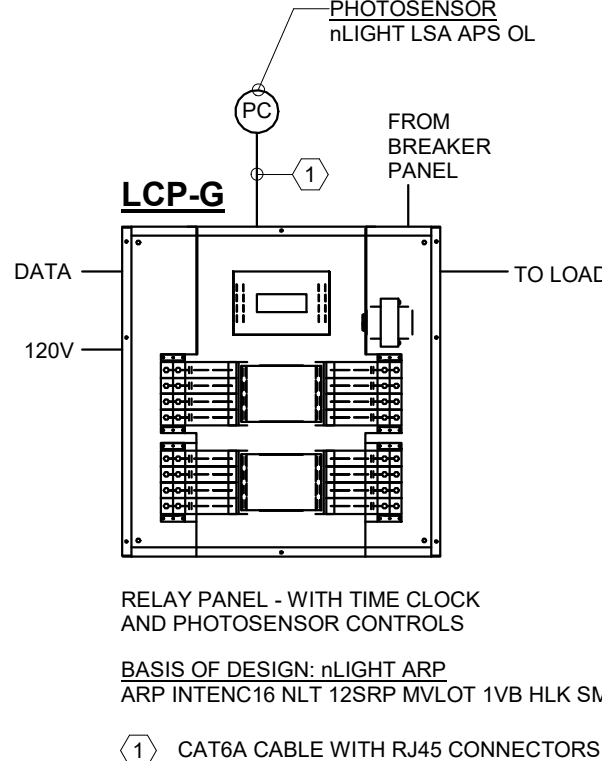 PHOTOSENSOR
nLIGHT LSA APS OL
PC
FROM
BREAKER
PANEL
1
LCP-G
DATA
TO LOAD
120V
RELAY PANEL - WITH TIME CLOCK
AND PHOTOSENSOR CONTROLS
BASIS OF DESIGN: nLIGHT ARP
ARP INTENC16 NLT 12SRP MVLOT 1VB HLK SM
1 CAT6A CABLE WITH RJ45 CONNECTORS